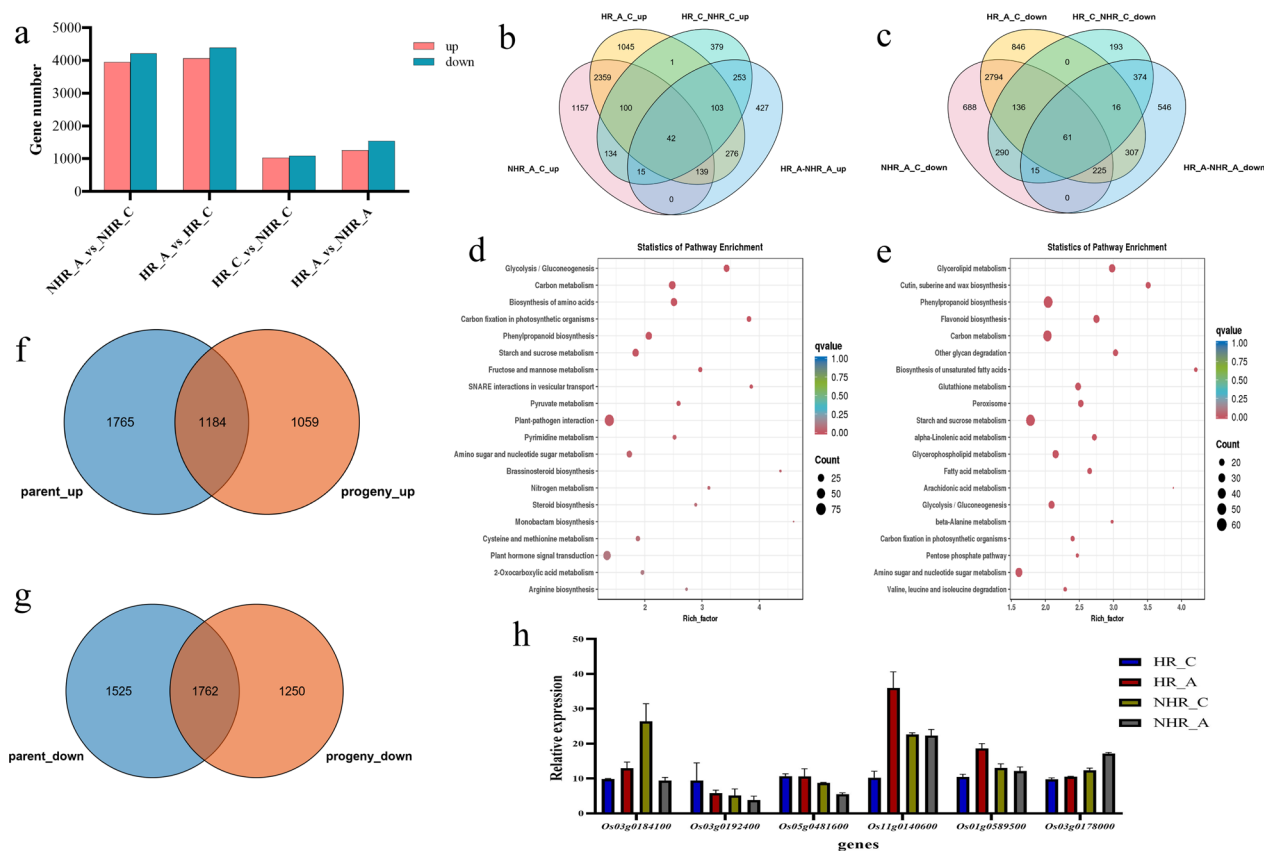 a
Gene number
5000
4000
3000
2000
1000
0
up
down
NHR_A_vs_NHR_C
HR_A_vs_HR_C
HR_C_vs_NHR_C
HR_A_vs_NHR_A
b
HR_A_C_up
HR_C_NHR_C_up
NHR_A_C_up
HR_A-NHR_A_up
1045
379
1
2359
253
1157
100
103
427
42
134
276
15
139
0
c
HR_A_C_down
HR_C_NHR_C_down
NHR_A_C_down
HR_A-NHR_A_down
846
193
0
2794
374
688
136
16
546
61
290
307
15
225
0
d
Statistics of Pathway Enrichment
Glycolysis / Gluconeogenesis
Carbon metabolism
Biosynthesis of amino acids
Carbon fixation in photosynthetic organisms
Phenylpropanoid biosynthesis
Starch and sucrose metabolism
Fructose and mannose metabolism
SNARE interactions in vesicular transport
Pyruvate metabolism
Plant-pathogen interaction
Pyrimidine metabolism
Amino sugar and nucleotide sugar metabolism
Brassinosteroid biosynthesis
Nitrogen metabolism
Steroid biosynthesis
Monobactam biosynthesis
Cysteine and methionine metabolism
Plant hormone signal transduction
2-Oxocarboxylic acid metabolism
Arginine biosynthesis
2
3
4
Rich_factor
qvalue
1.00
0.75
0.50
0.25
0.00
Count
25
50
75
e
Statistics of Pathway Enrichment
Glycerolipid metabolism
Cutin, suberine and wax biosynthesis
Phenylpropanoid biosynthesis
Flavonoid biosynthesis
Carbon metabolism
Other glycan degradation
Biosynthesis of unsaturated fatty acids
Glutathione metabolism
Peroxisome
Starch and sucrose metabolism
alpha-Linolenic acid metabolism
Glycerophospholipid metabolism
Fatty acid metabolism
Arachidonic acid metabolism
Glycolysis / Gluconeogenesis
beta-Alanine metabolism
Carbon fixation in photosynthetic organisms
Pentose phosphate pathway
Amino sugar and nucleotide sugar metabolism
Valine, leucine and isoleucine degradation
1.5
2.0
2.5
3.0
3.5
4.0
Rich_factor
qvalue
1.00
0.75
0.50
0.25
0.00
Count
20
30
40
50
60
f
1765
1184
1059
parent_up
progeny_up
g
1525
1762
1250
parent_down
progeny_down
h
Relative expression
50
40
30
20
10
0
HR_C
HR_A
NHR_C
NHR_A
Os03g0184100
Os03g0192400
Os05g0481600
Os11g0140600
Os01g0589500
Os03g0178000
genes